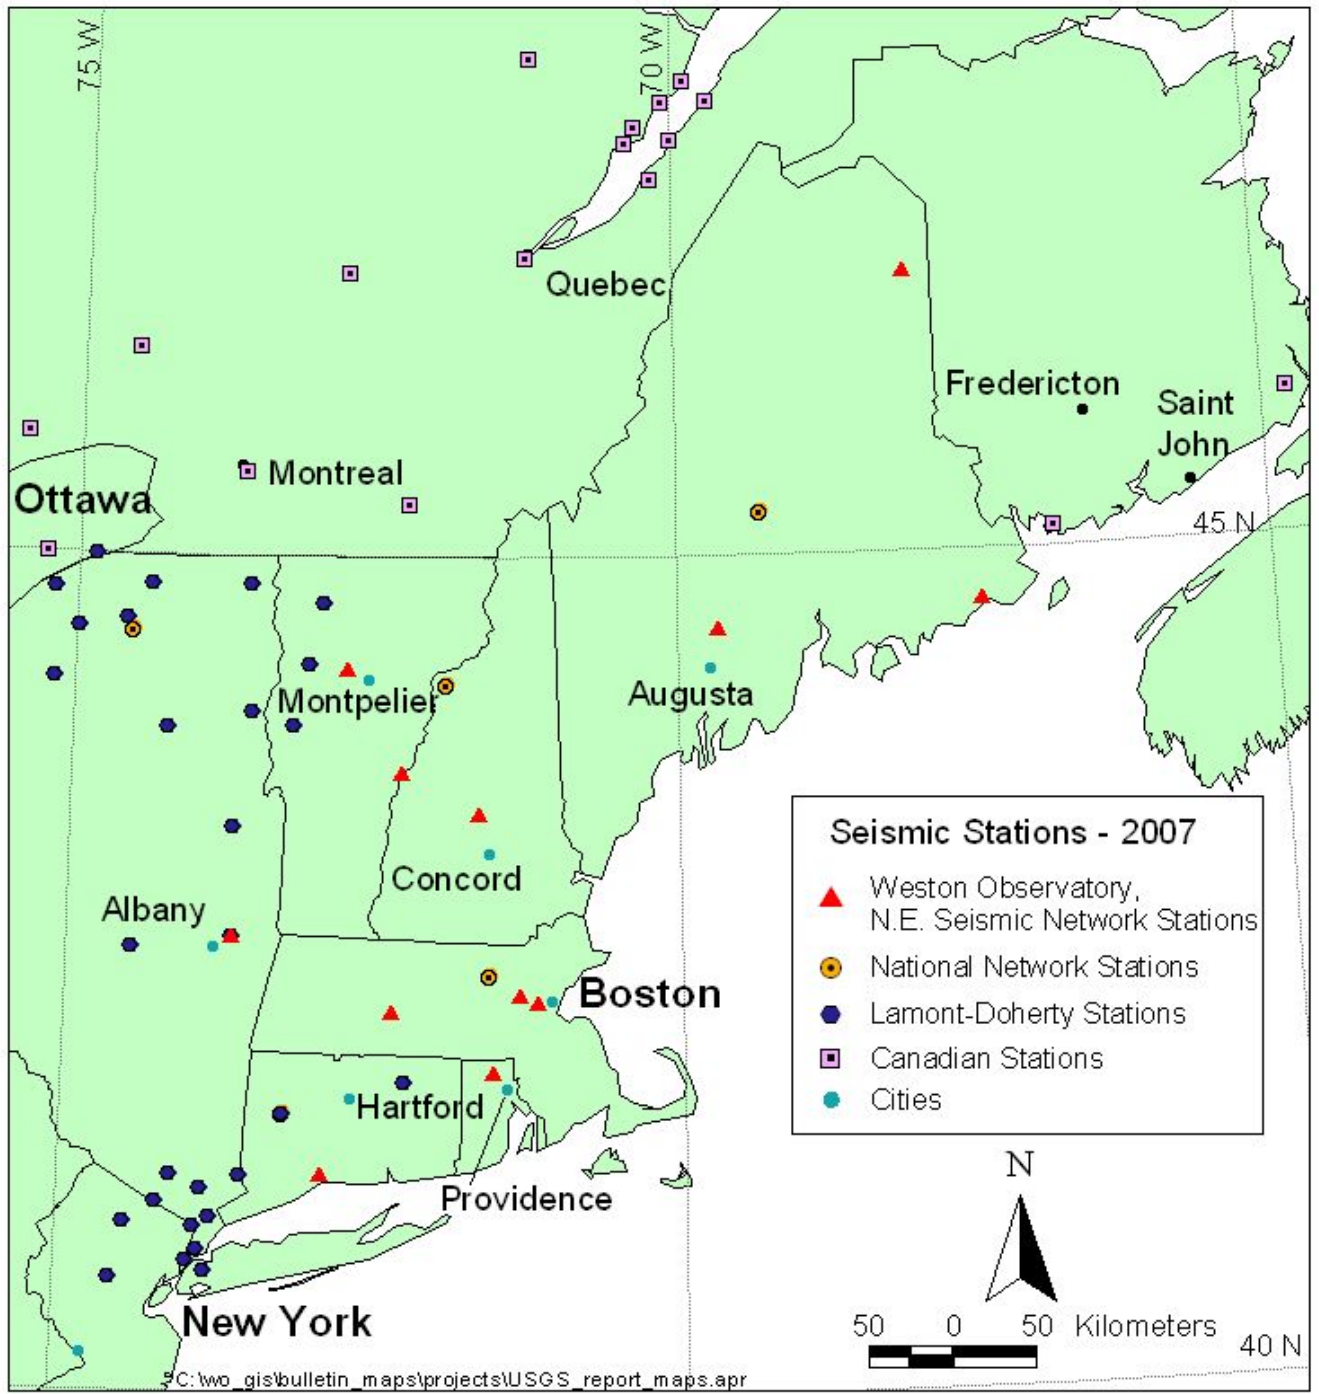 75 W
70 W
Quebec
Fredericton
Saint
John
Montreal
Ottawa
45 N
Montpelier
Augusta
Concord
Albany
Boston
Hartford
Providence
New York
Seismic Stations - 2007
Weston Observatory,
N.E. Seismic Network Stations
National Network Stations
Lamont-Doherty Stations
Canadian Stations
Cities
N
50 0 50 Kilometers
40 N
C:\wo_gis\bulletin_maps\projects\USGS_report_maps.apr